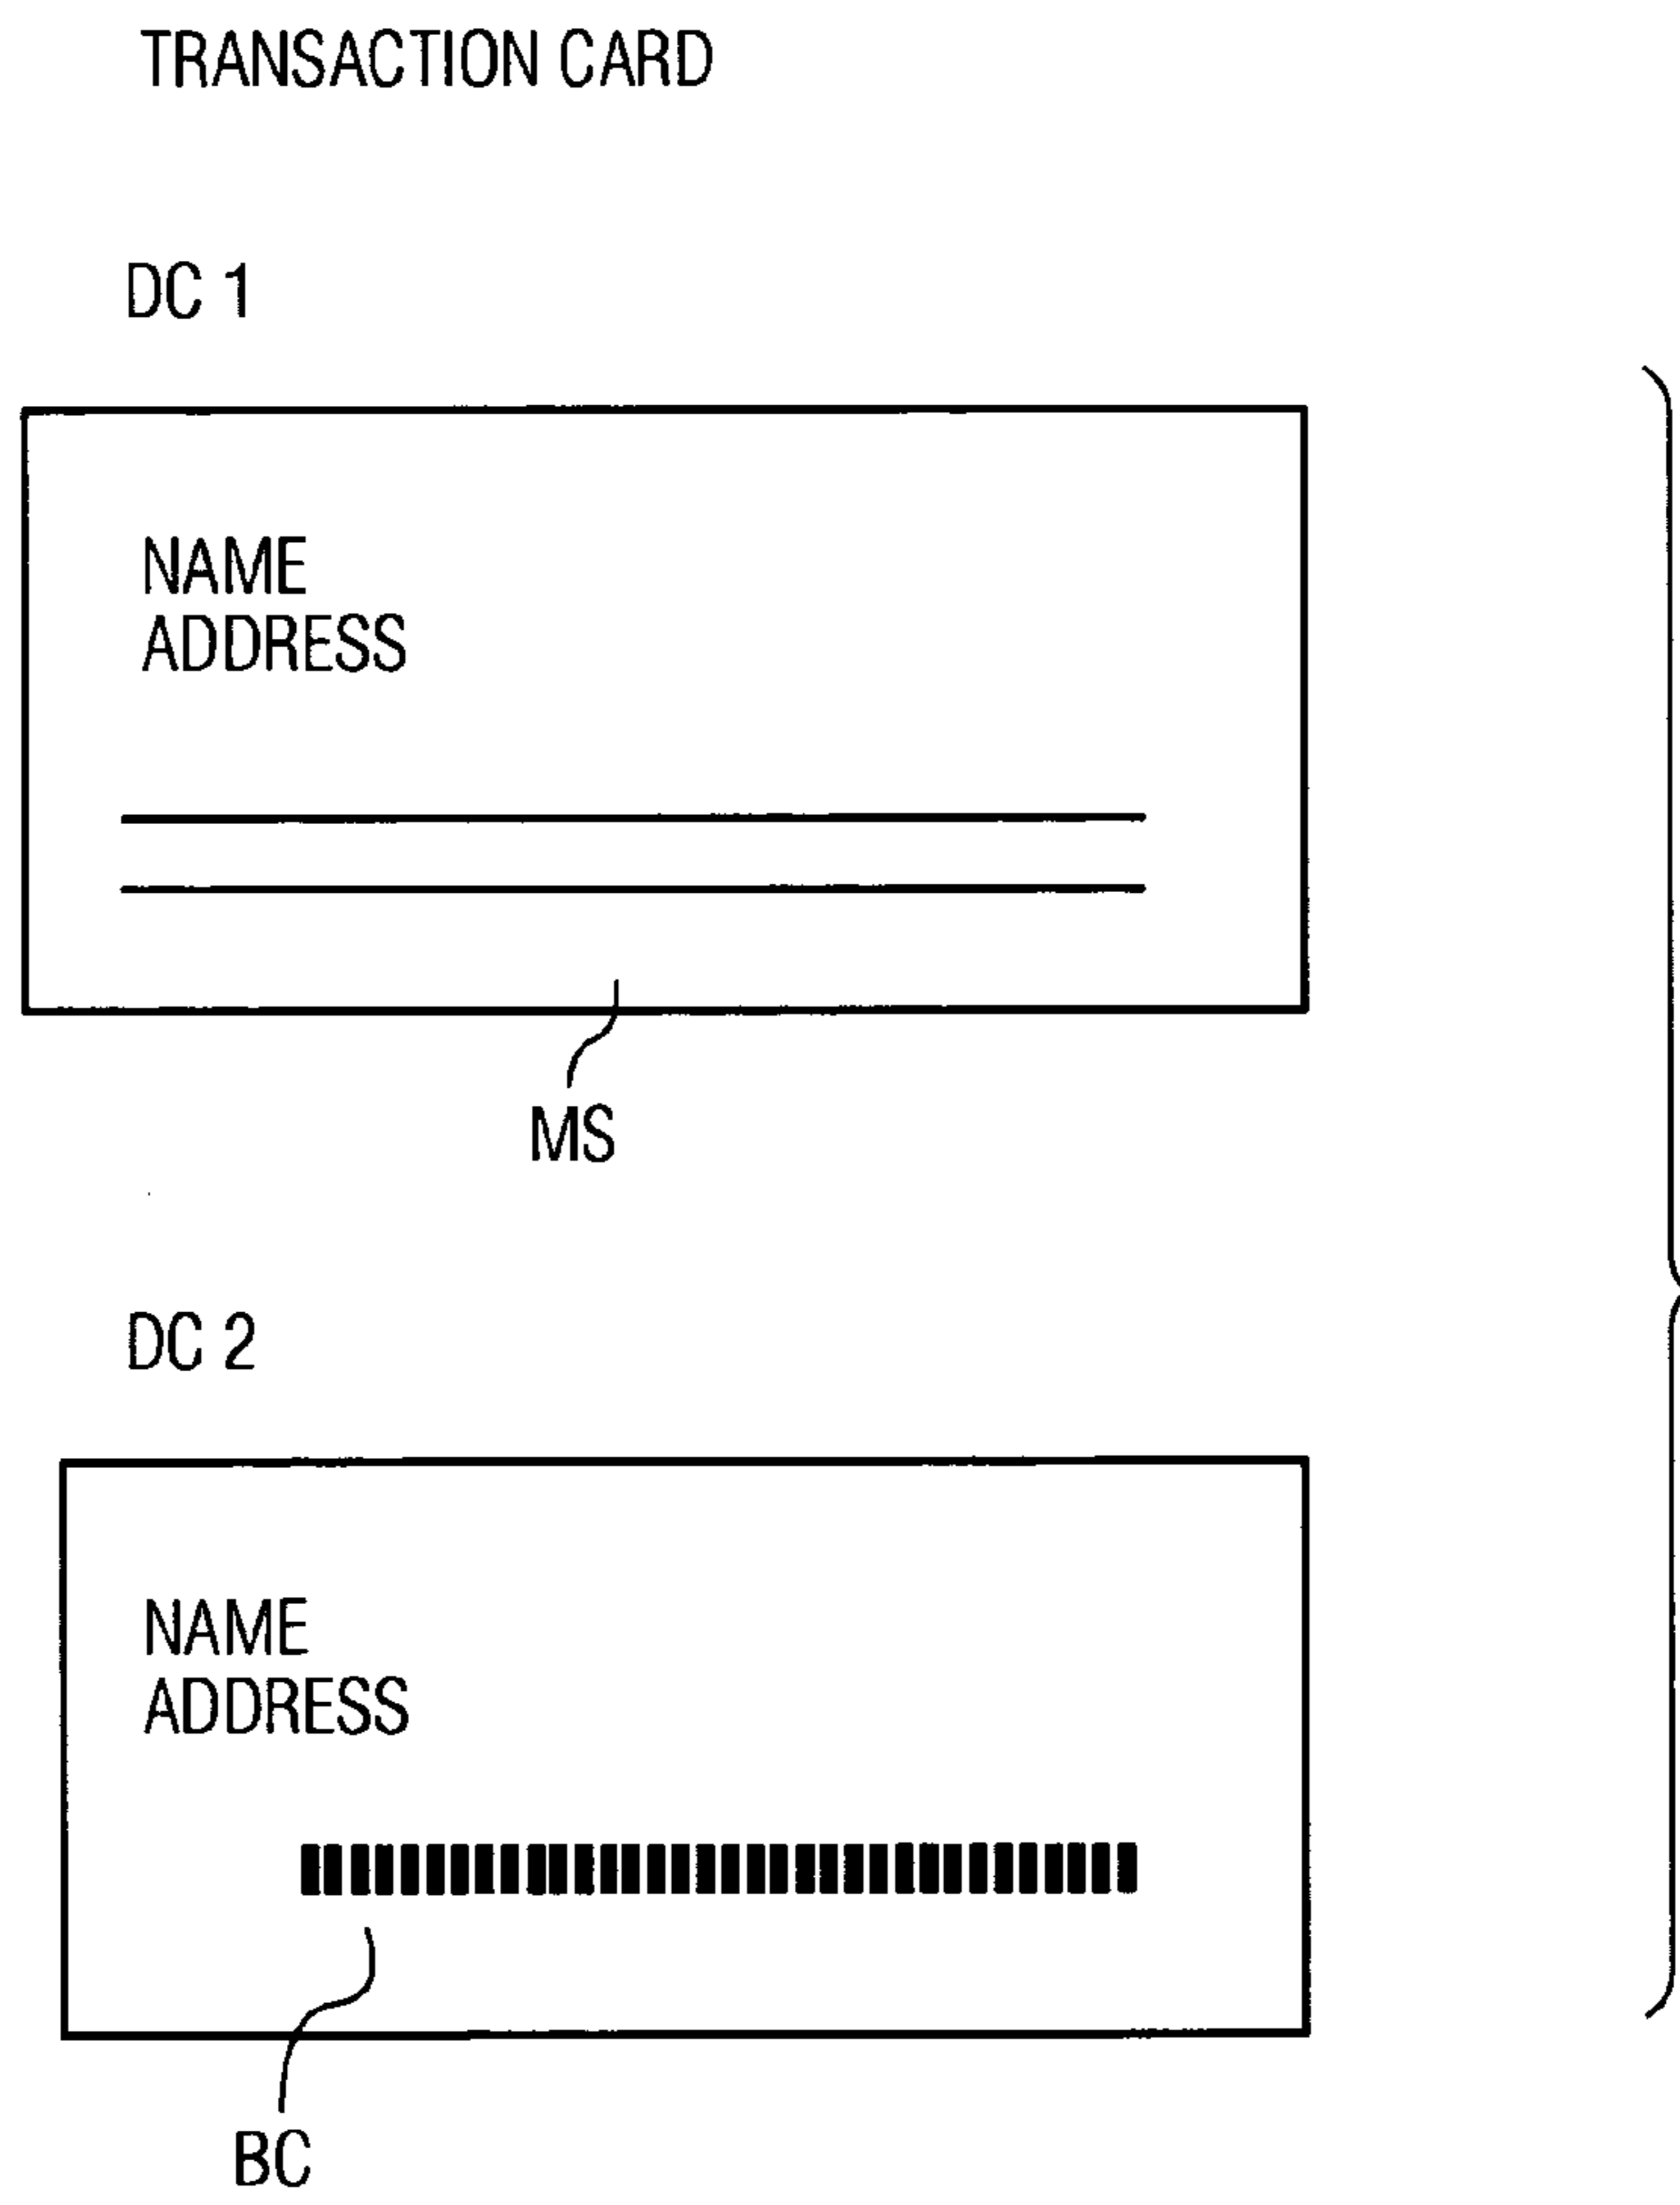 TRANSACTION CARD
DC 1
NAME
ADDRESS
MS
DC 2
NAME
ADDRESS
BC